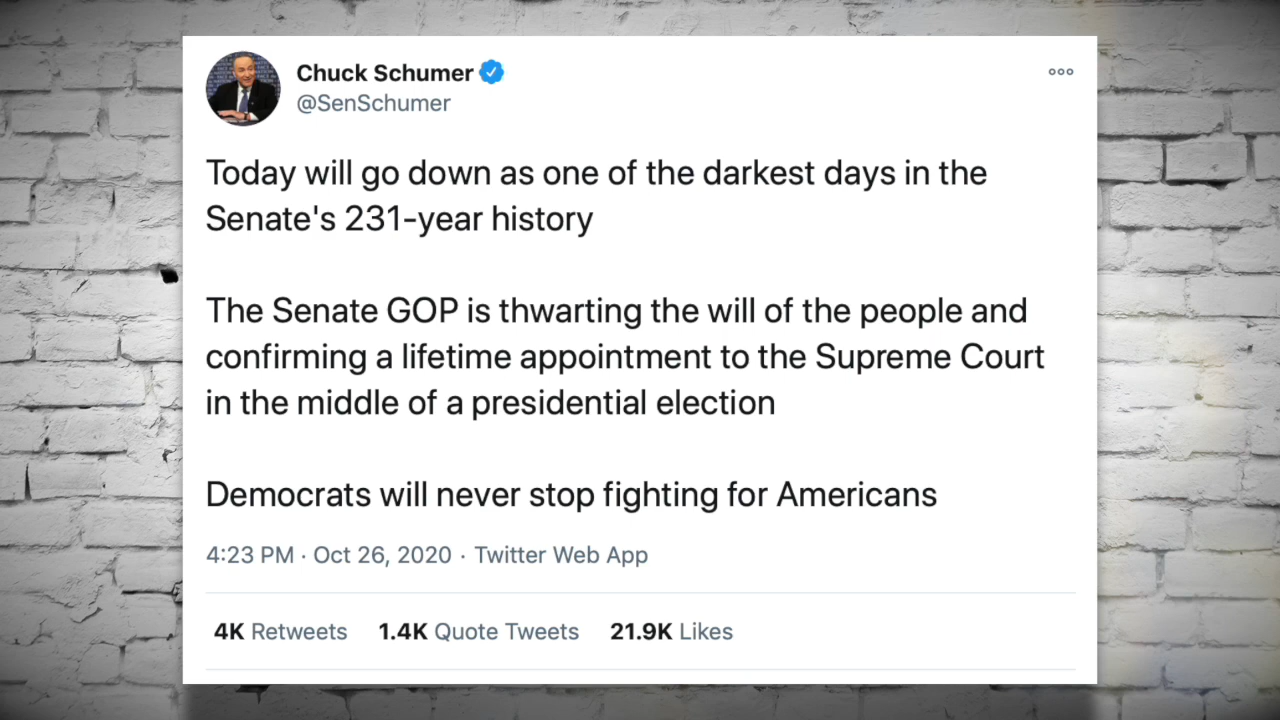 Chuck Schumer
@SenSchumer
Today will go down as one of the darkest days in the
Senate's 231-year history
The Senate GOP is thwarting the will of the people and
confirming a lifetime appointment to the Supreme Court
in the middle of a presidential election
Democrats will never stop fighting for Americans
4:23 PM · Oct 26, 2020 · Twitter Web App
4K Retweets 1.4K Quote Tweets 21.9K Likes